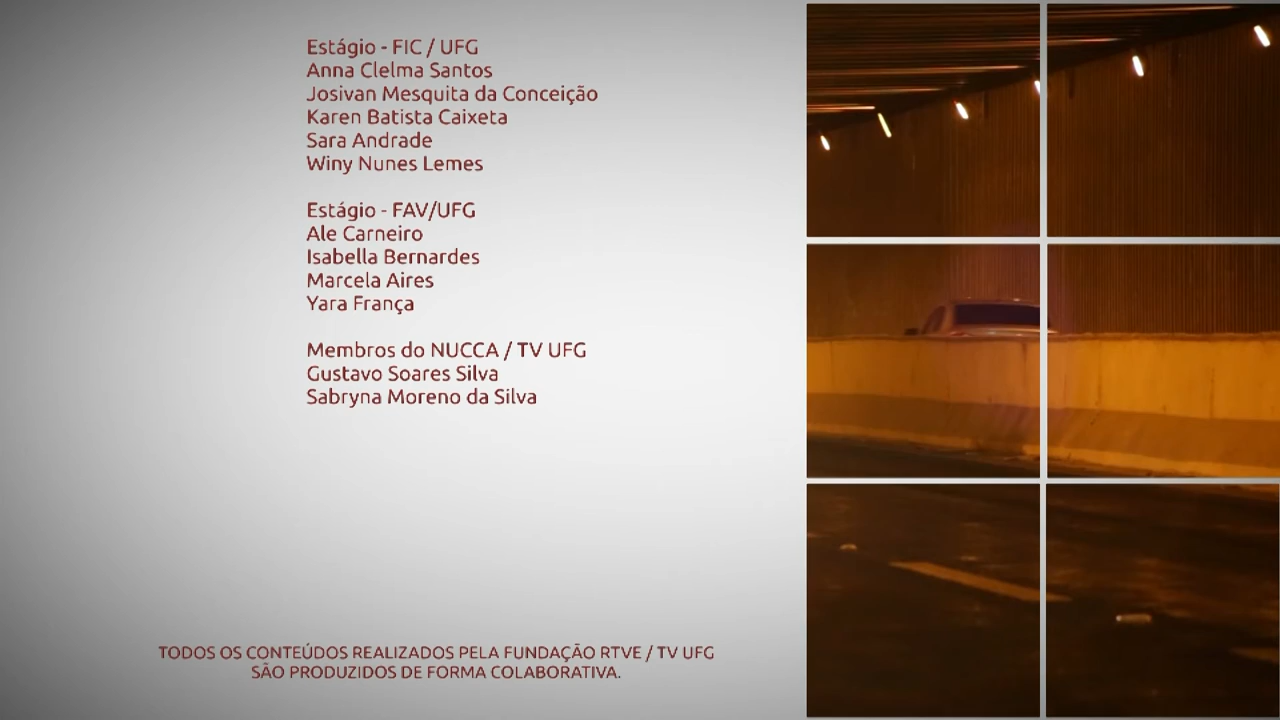 Estágio - FIC / UFG
Anna Clelma Santos
Josivan Mesquita da Conceição
Karen Batista Caixeta
Sara Andrade
Winy Nunes Lemes
Estágio - FAV/UFG
Ale Carneiro
Isabella Bernardes
Marcela Aires
Yara França
Membros do NUCCA / TV UFG
Gustavo Soares Silva
Sabryna Moreno da Silva
TODOS OS CONTEÚDOS REALIZADOS PELA FUNDAÇÃO RTVE / TV UFG
SÃO PRODUZIDOS DE FORMA COLABORATIVA.